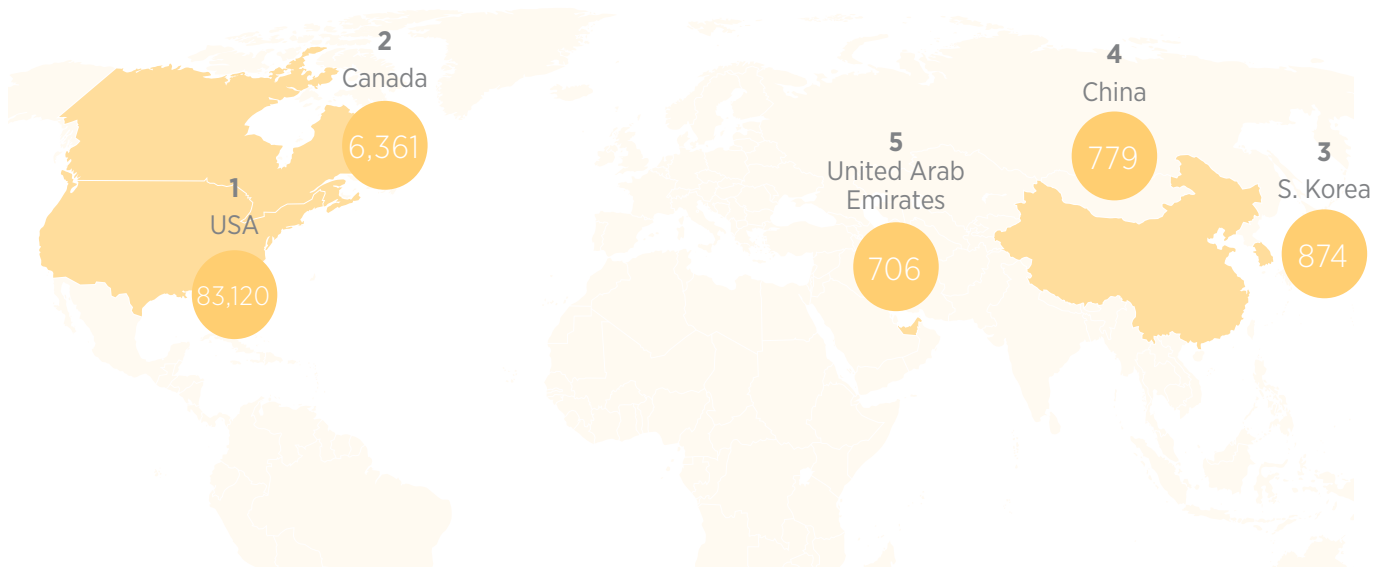 2
Canada
6,361
1
USA
83,120
5
United Arab
Emirates
706
4
China
779
3
S. Korea
874